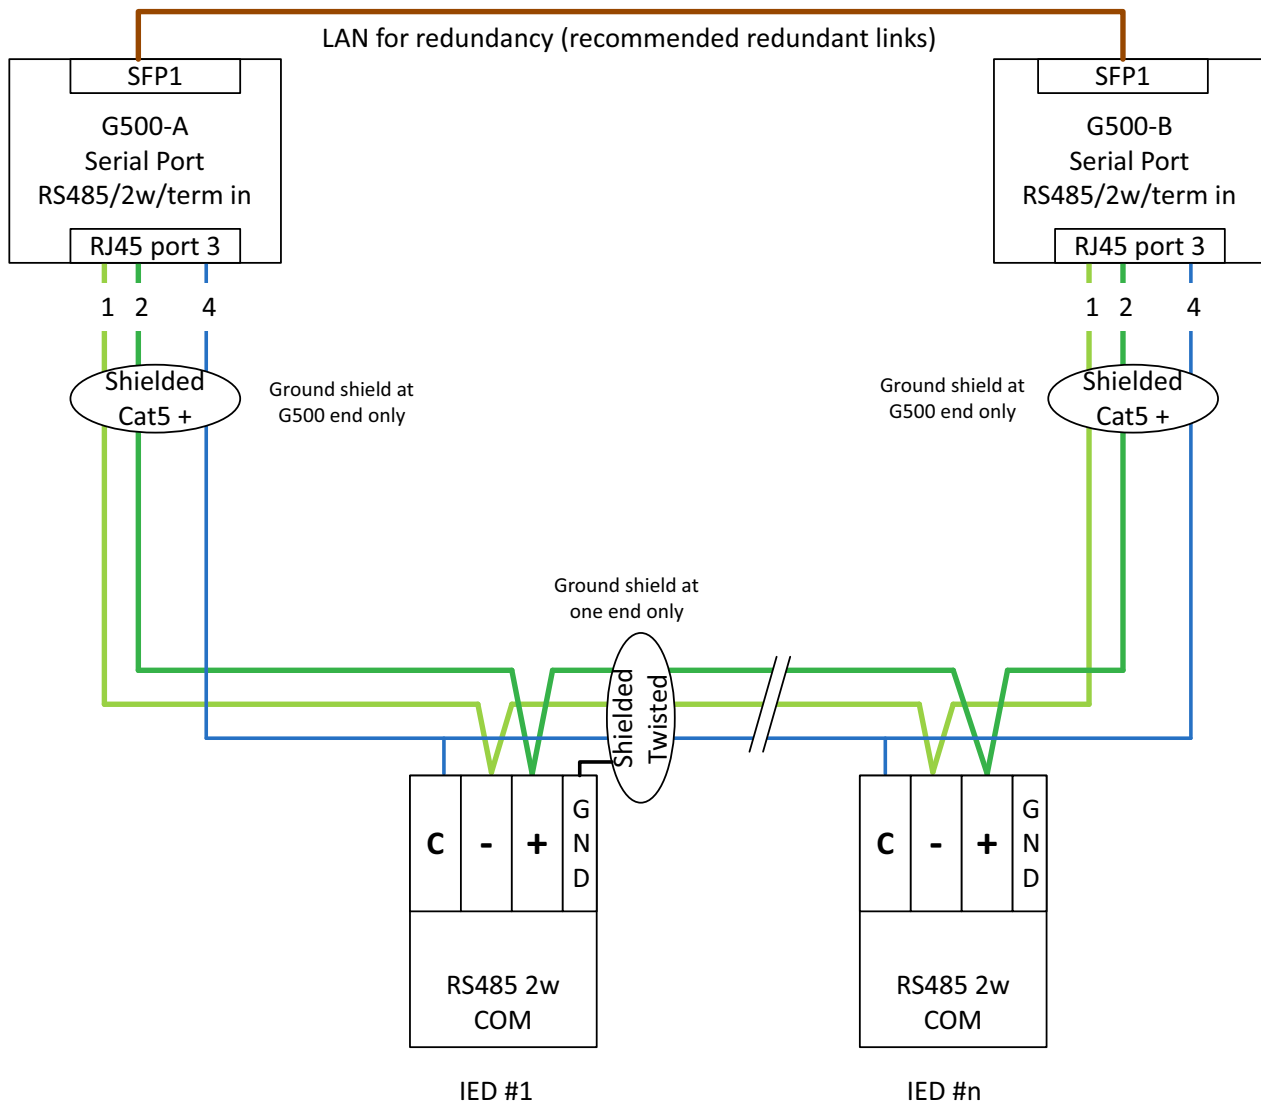 LAN for redundancy (recommended redundant links)
SFP1
G500-A
Serial Port
RS485/2w/term in
RJ45 port 3
1 2 4
Shielded
Cat5 +
Ground shield at
G500 end only
SFP1
G500-B
Serial Port
RS485/2w/term in
RJ45 port 3
1 2 4
Ground shield at
G500 end only
Shielded
Cat5 +
Ground shield at
one end only
Shielded
Twisted
C - + GND
RS485 2w
COM
IED #1
C - + GND
RS485 2w
COM
IED #n